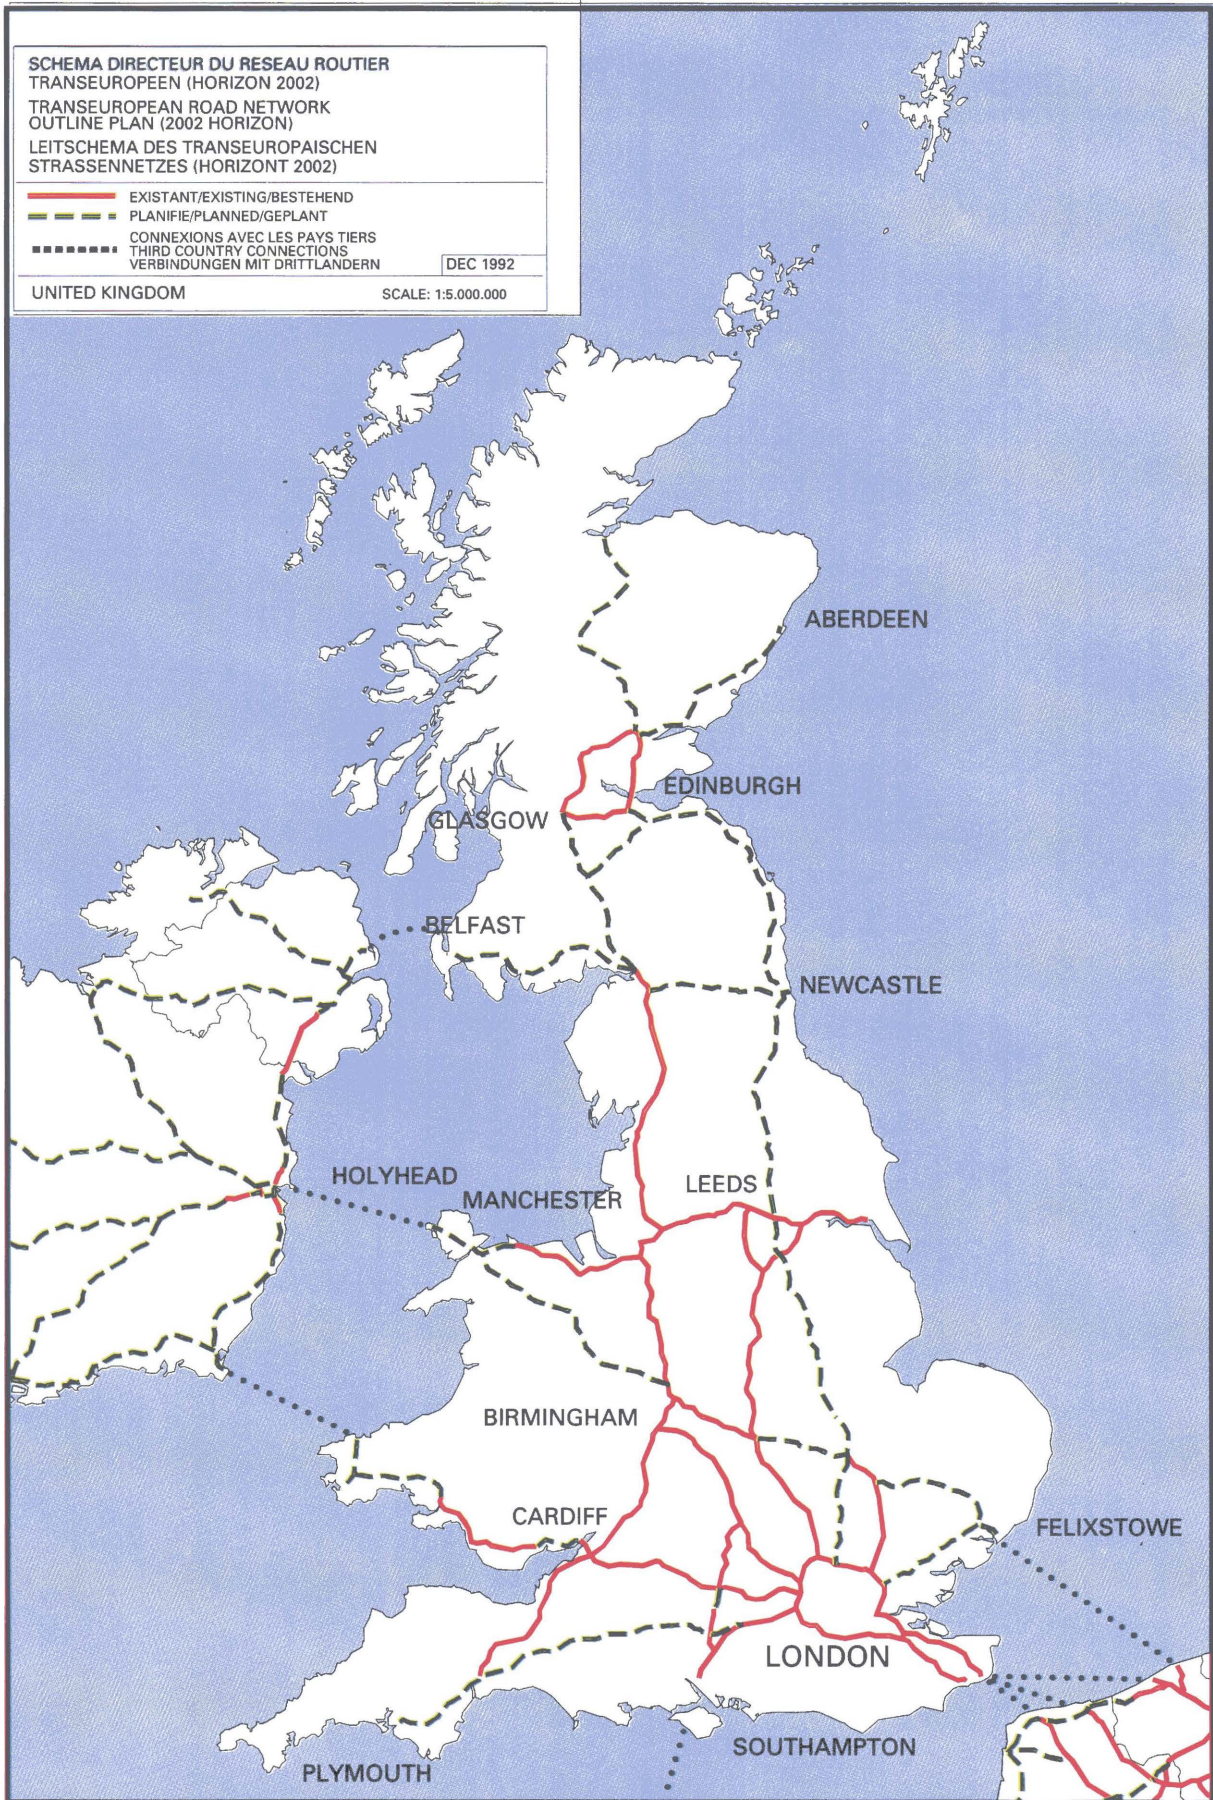 SCHEMA DIRECTEUR DU RESEAU ROUTIER
TRANSEUROPEEN (HORIZON 2002)
TRANSEUROPEAN ROAD NETWORK
OUTLINE PLAN (2002 HORIZON)
LEITSCHEMA DES TRANSEUROPAISCHEN
STRASSENNETZES (HORIZONT 2002)
EXISTANT/EXISTING/BESTEHEND
PLANIFIE/PLANNED/GEPLANT
CONNEXIONS AVEC LES PAYS TIERS
THIRD COUNTRY CONNECTIONS
VERBINDUNGEN MIT DRITTLANDERN
DEC 1992
UNITED KINGDOM
SCALE: 1:5.000.000
ABERDEEN
EDINBURGH
GLASGOW
BELFAST
NEWCASTLE
HOLYHEAD
MANCHESTER
LEEDS
BIRMINGHAM
CARDIFF
FELIXSTOWE
LONDON
SOUTHAMPTON
PLYMOUTH